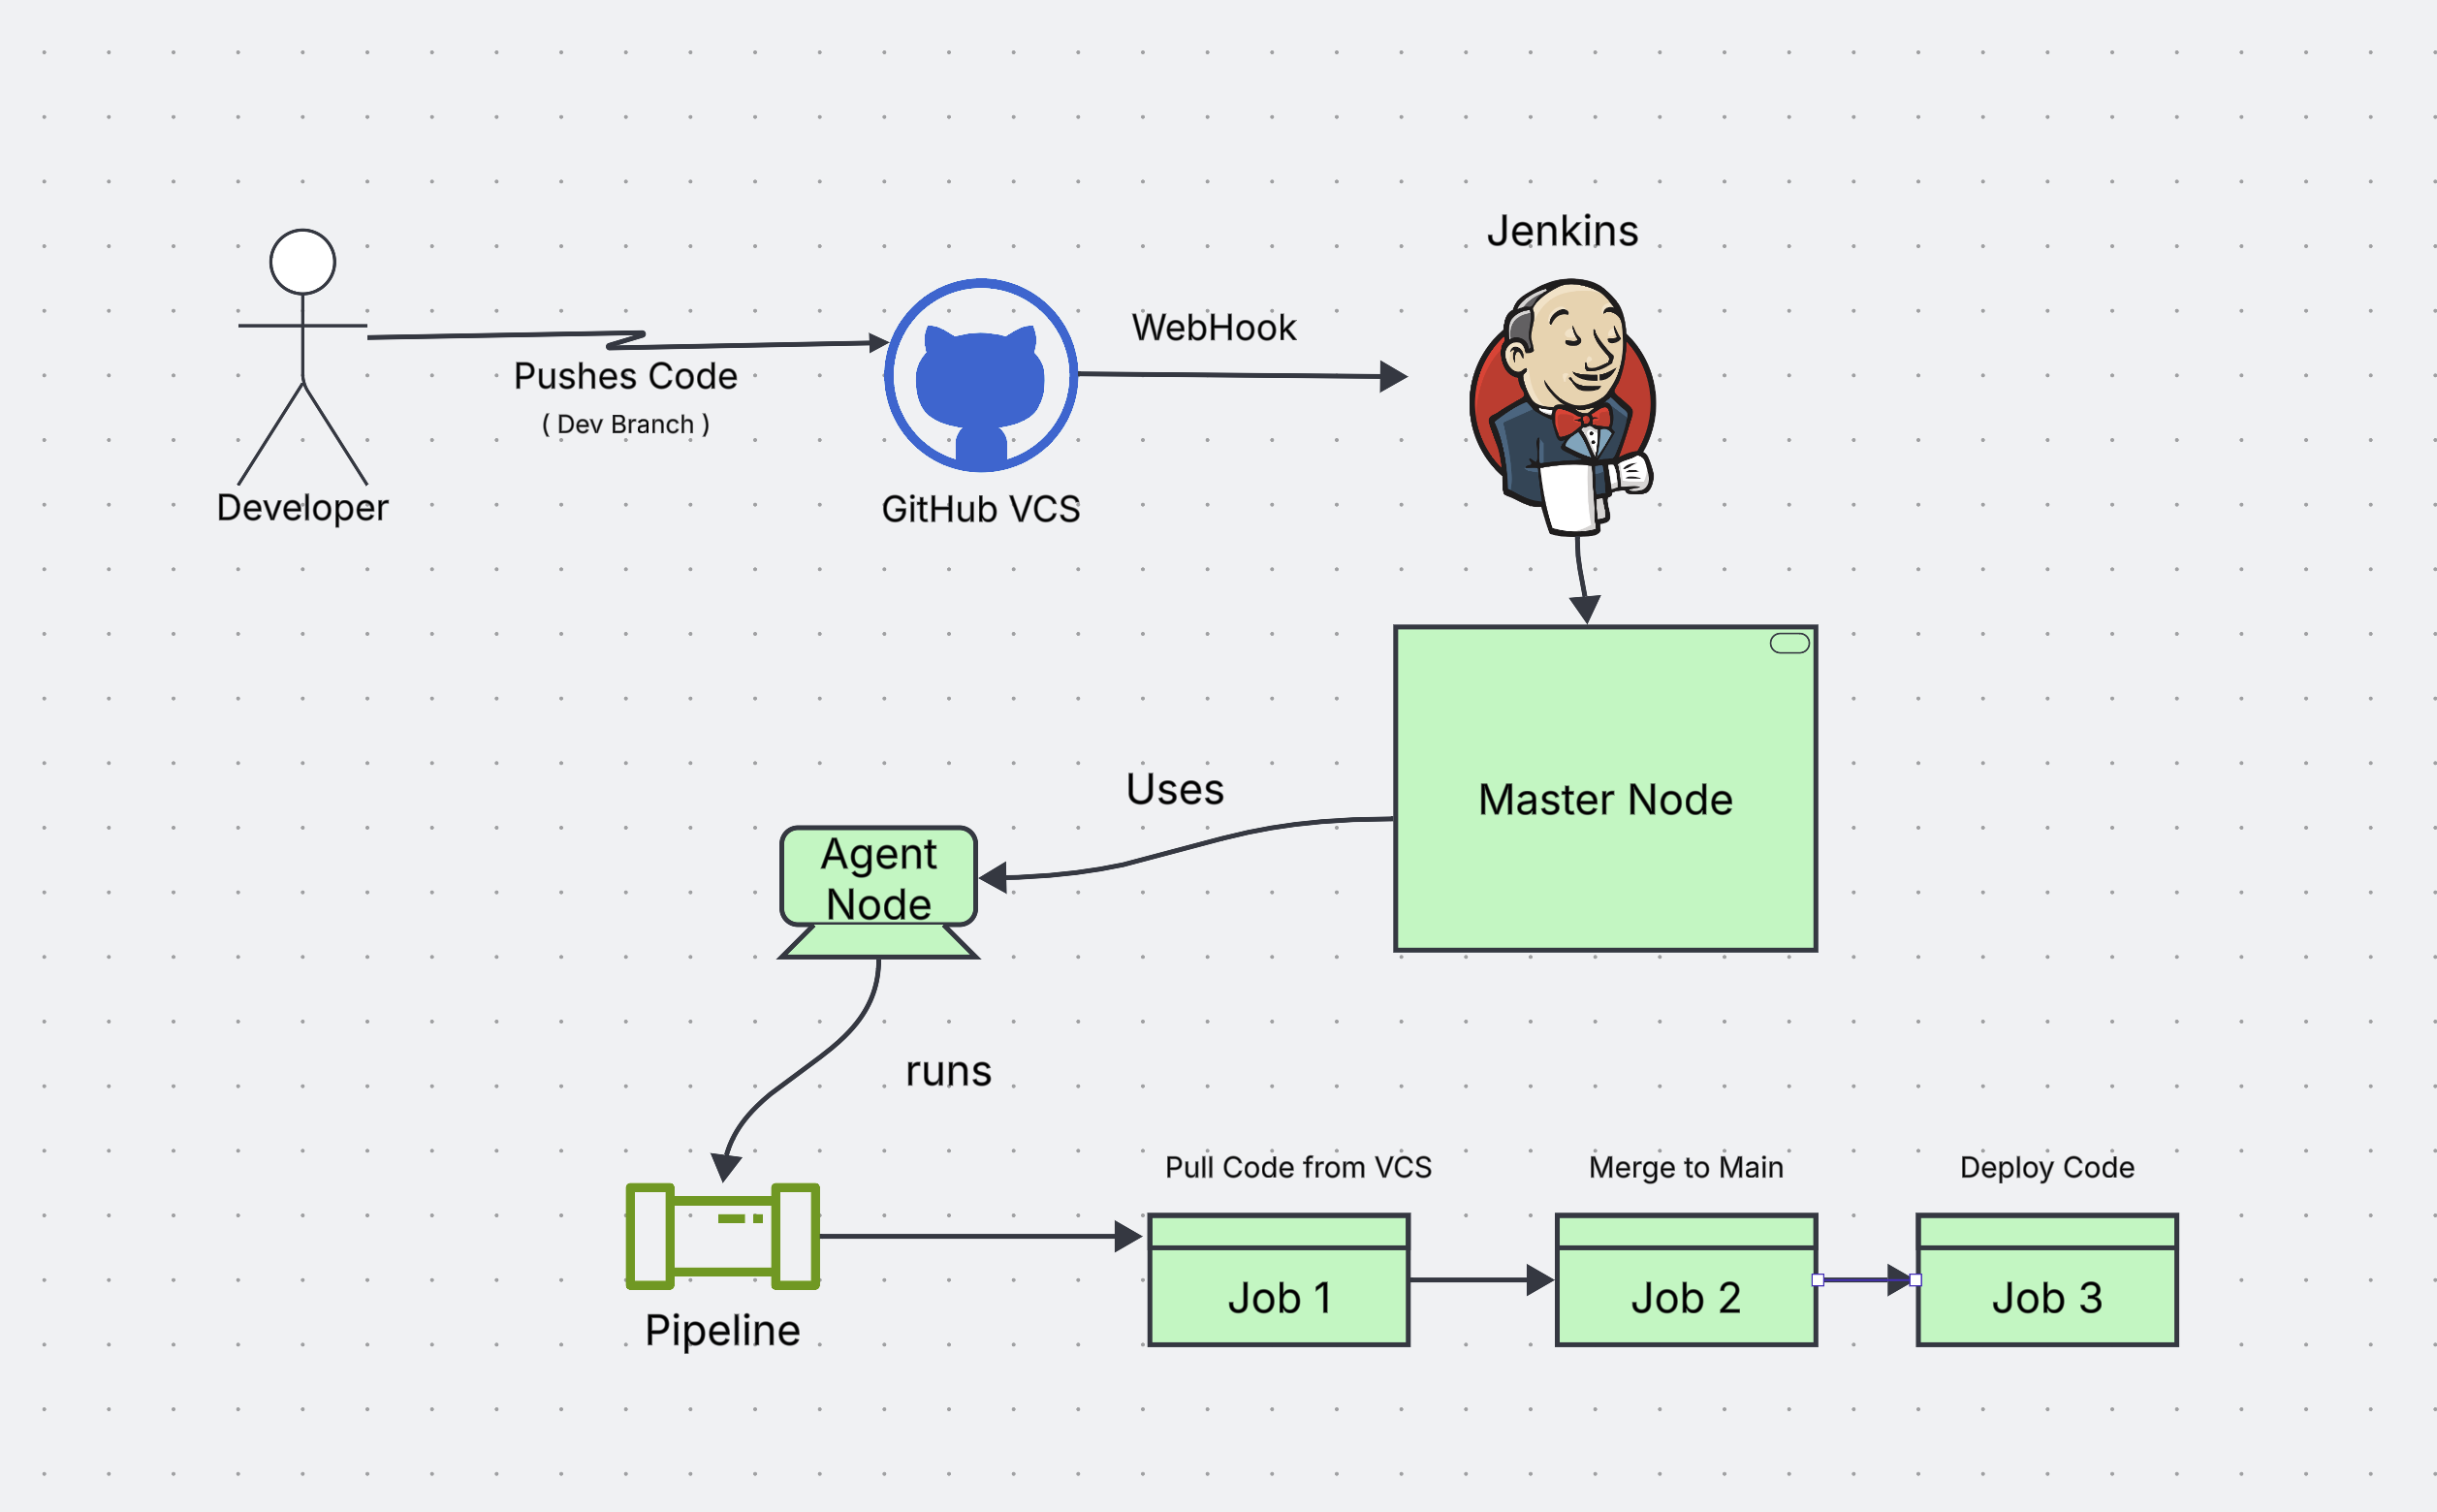 Jenkins
WebHook
Pushes Code
( Dev Branch )
Developer
GitHub VCS
Master Node
Uses
Agent
Node
runs
Pull Code from VCS
Merge to Main
Deploy Code
Job 1
Job 2
Job 3
Pipeline